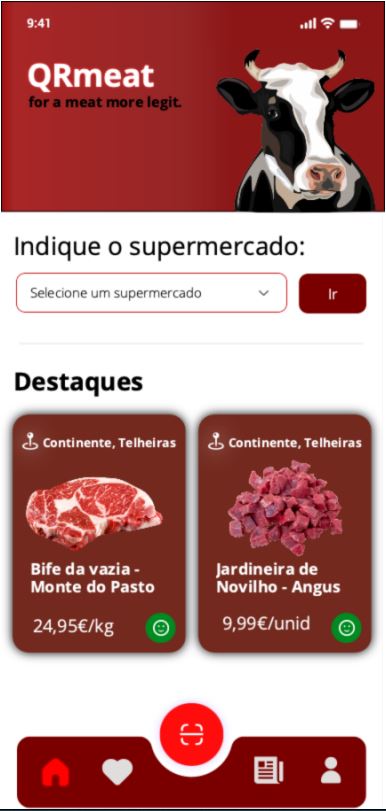 9:41
QRmeat
for a meat more legit.
Indique o supermercado:
Selecione um supermercado
Ir
Destaques
Continente, Telheiras
Bife da vazia -
Monte do Pasto
24,95€/kg
Continente, Telheiras
Jardineira de
Novilho - Angus
9,99€/unid